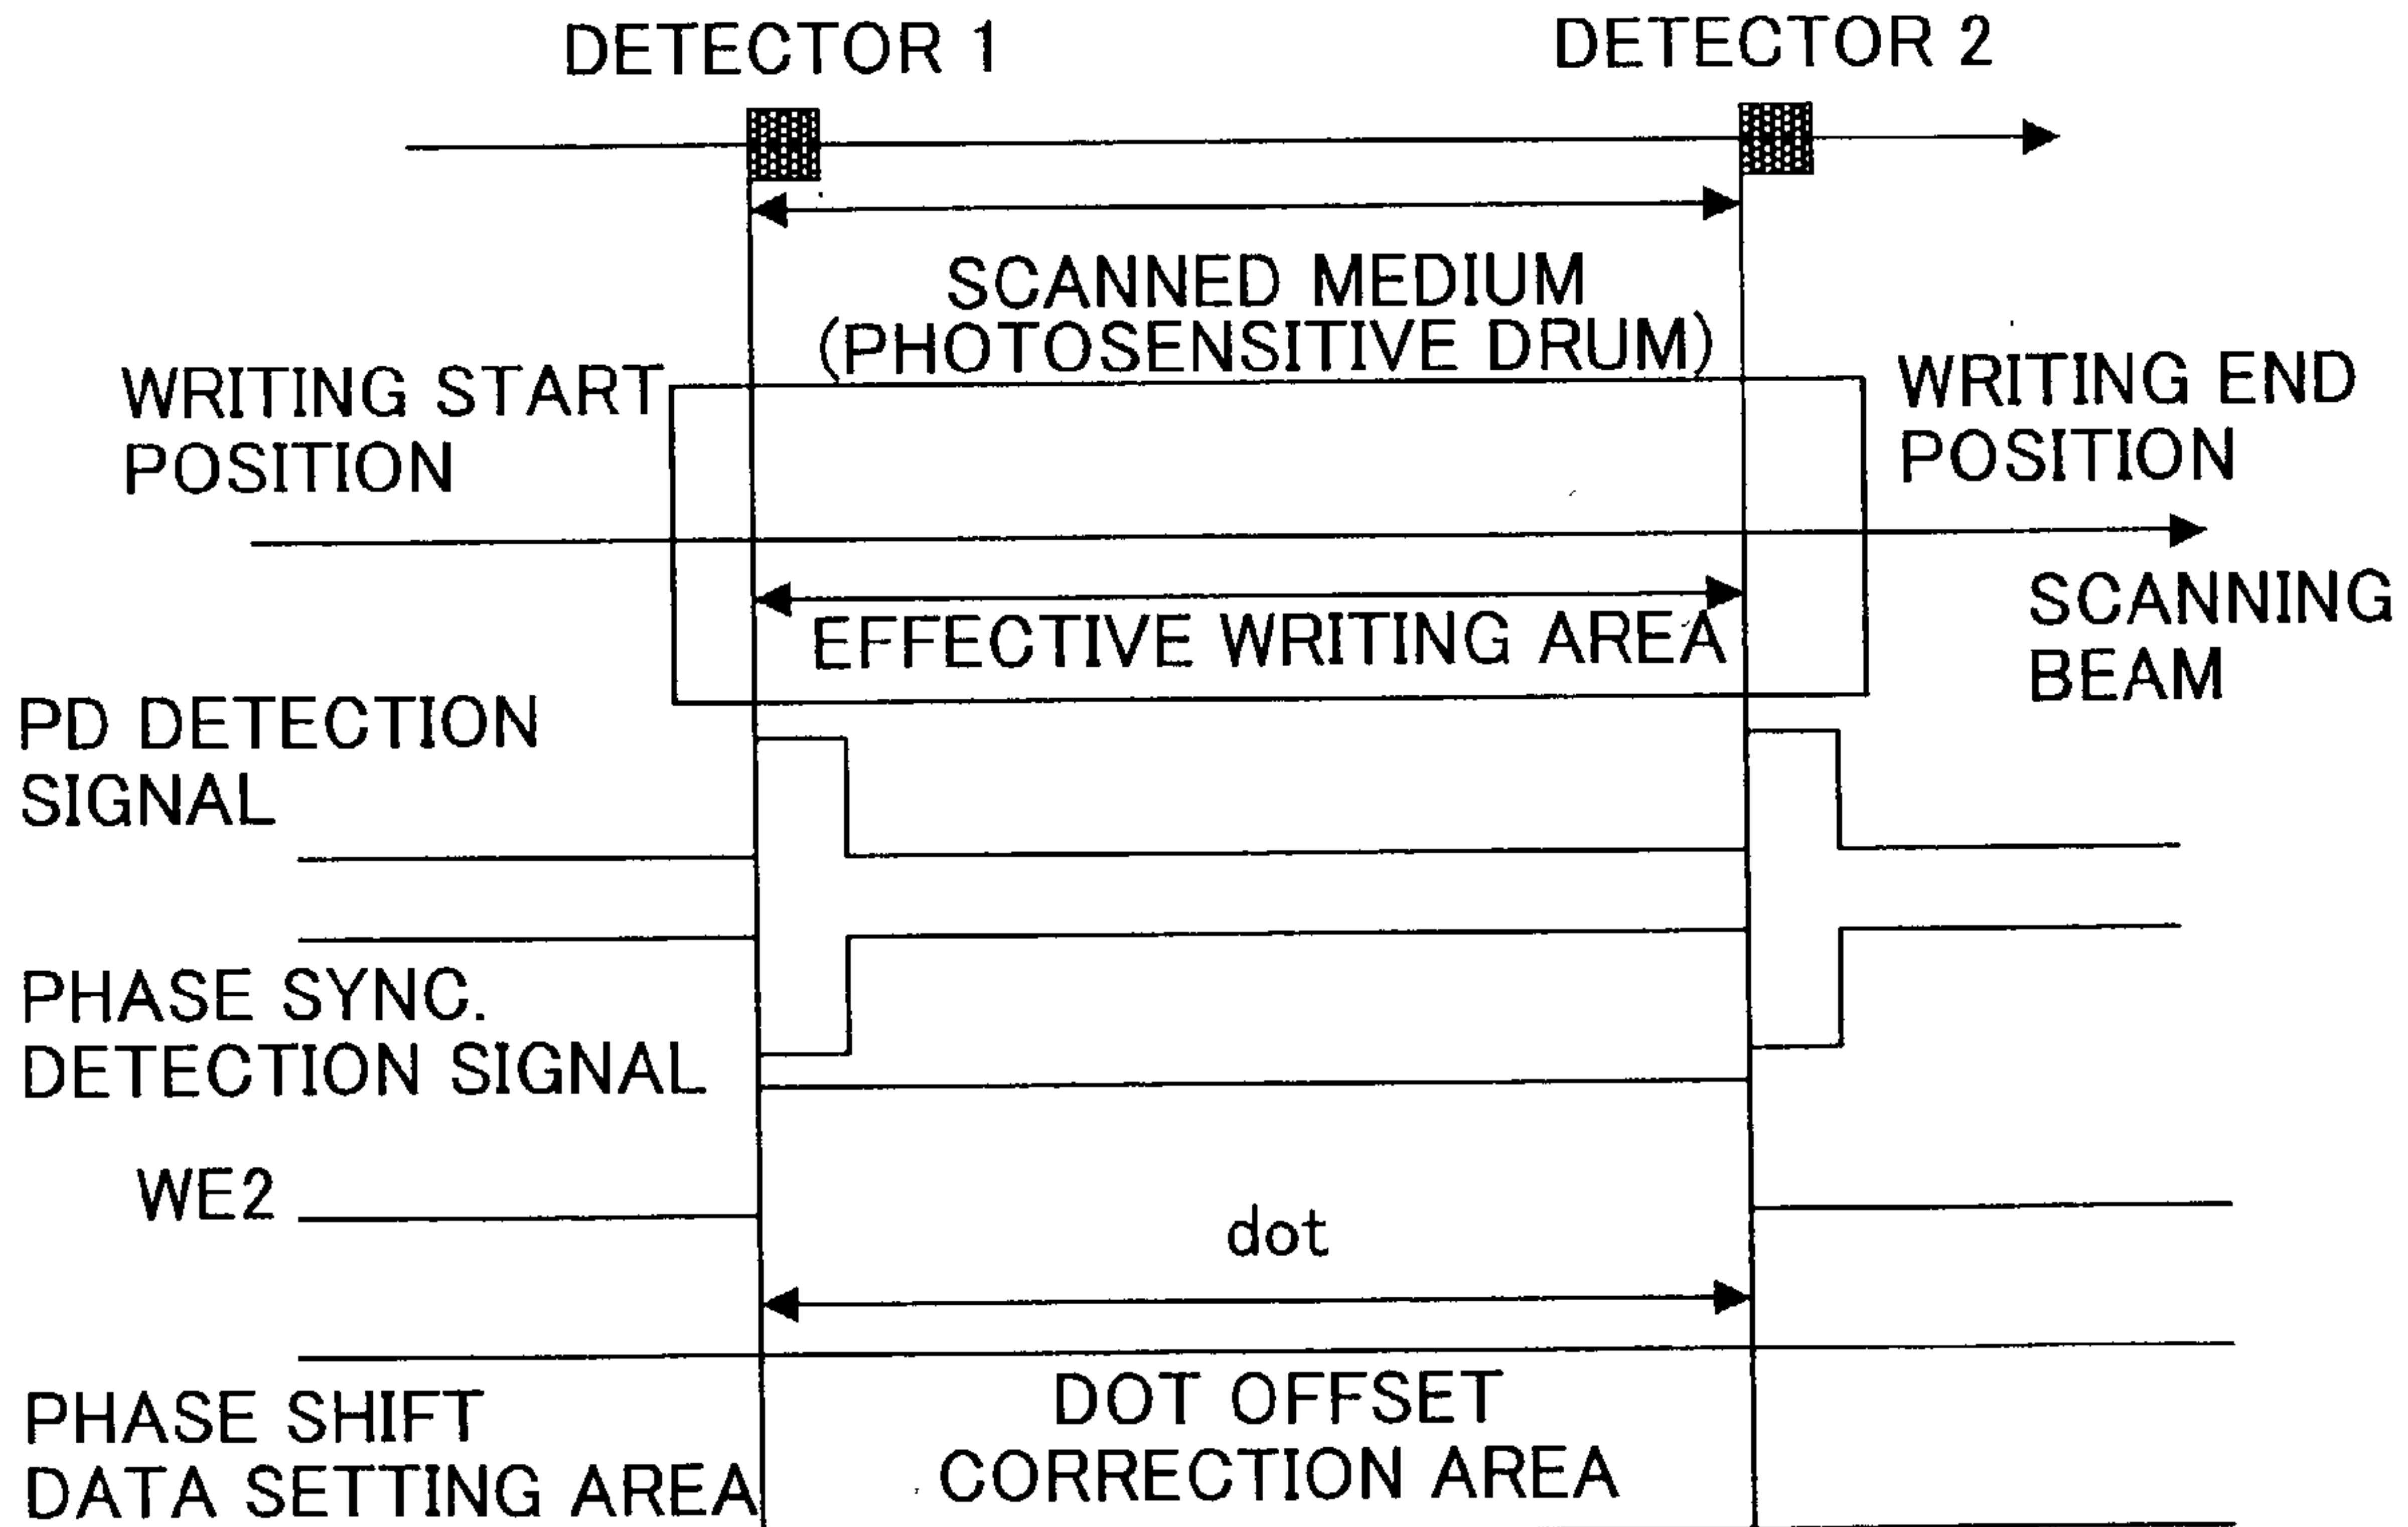 DETECTOR 1
DETECTOR 2
SCANNED MEDIUM
(PHOTOSENSITIVE DRUM)
WRITING START
POSITION
WRITING END
POSITION
SCANNING
BEAM
EFFECTIVE WRITING AREA
PD DETECTION
SIGNAL
PHASE SYNC.
DETECTION SIGNAL
WE2
dot
PHASE SHIFT
DATA SETTING AREA
DOT OFFSET
CORRECTION AREA